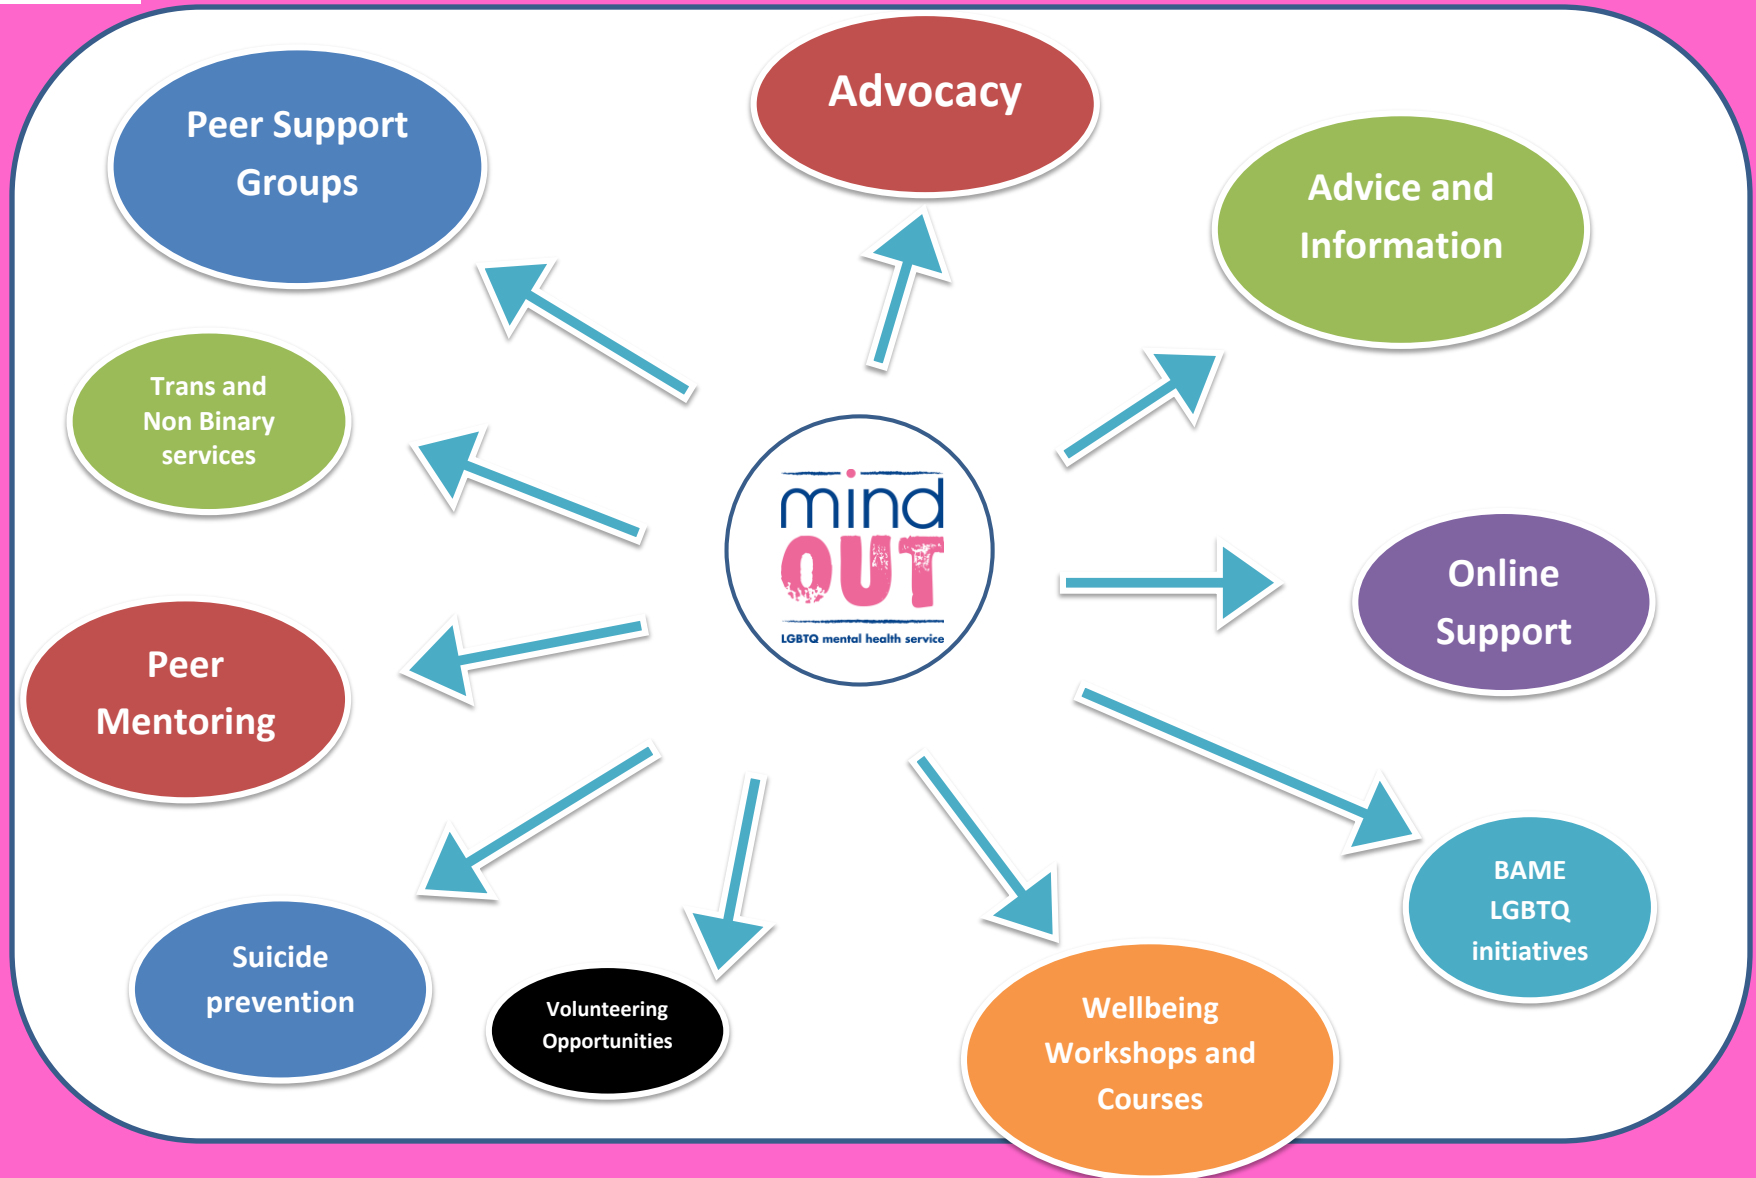 Advocacy
Peer Support
Groups
Advice and
Information
Trans and
Non Binary
services
mind
OUT
LGBTQ mental health service
Online
Support
Peer
Mentoring
BAME
LGBTQ
initiatives
Suicide
prevention
Volunteering
Opportunities
Wellbeing
Workshops and
Courses